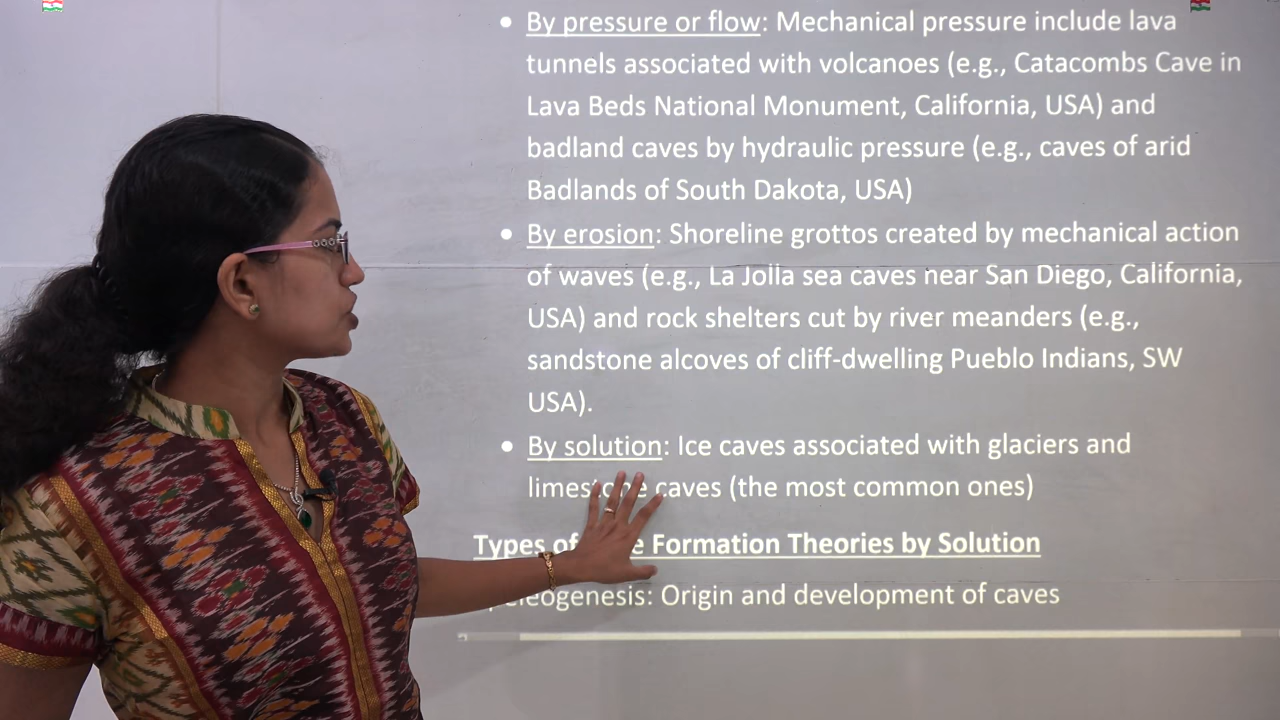 • By pressure or flow: Mechanical pressure include lava
tunnels associated with volcanoes (e.g., Catacombs Cave in
Lava Beds National Monument, California, USA) and
badland caves by hydraulic pressure (e.g., caves of arid
Badlands of South Dakota, USA)
• By erosion: Shoreline grottos created by mechanical action
of waves (e.g., La Jolla sea caves near San Diego, California,
USA) and rock shelters cut by river meanders (e.g.,
sandstone alcoves of cliff-dwelling Pueblo Indians, SW
USA).
• By solution: Ice caves associated with glaciers and
limestone caves (the most common ones)
Types of Formation Theories by Solution
Origin and development of caves